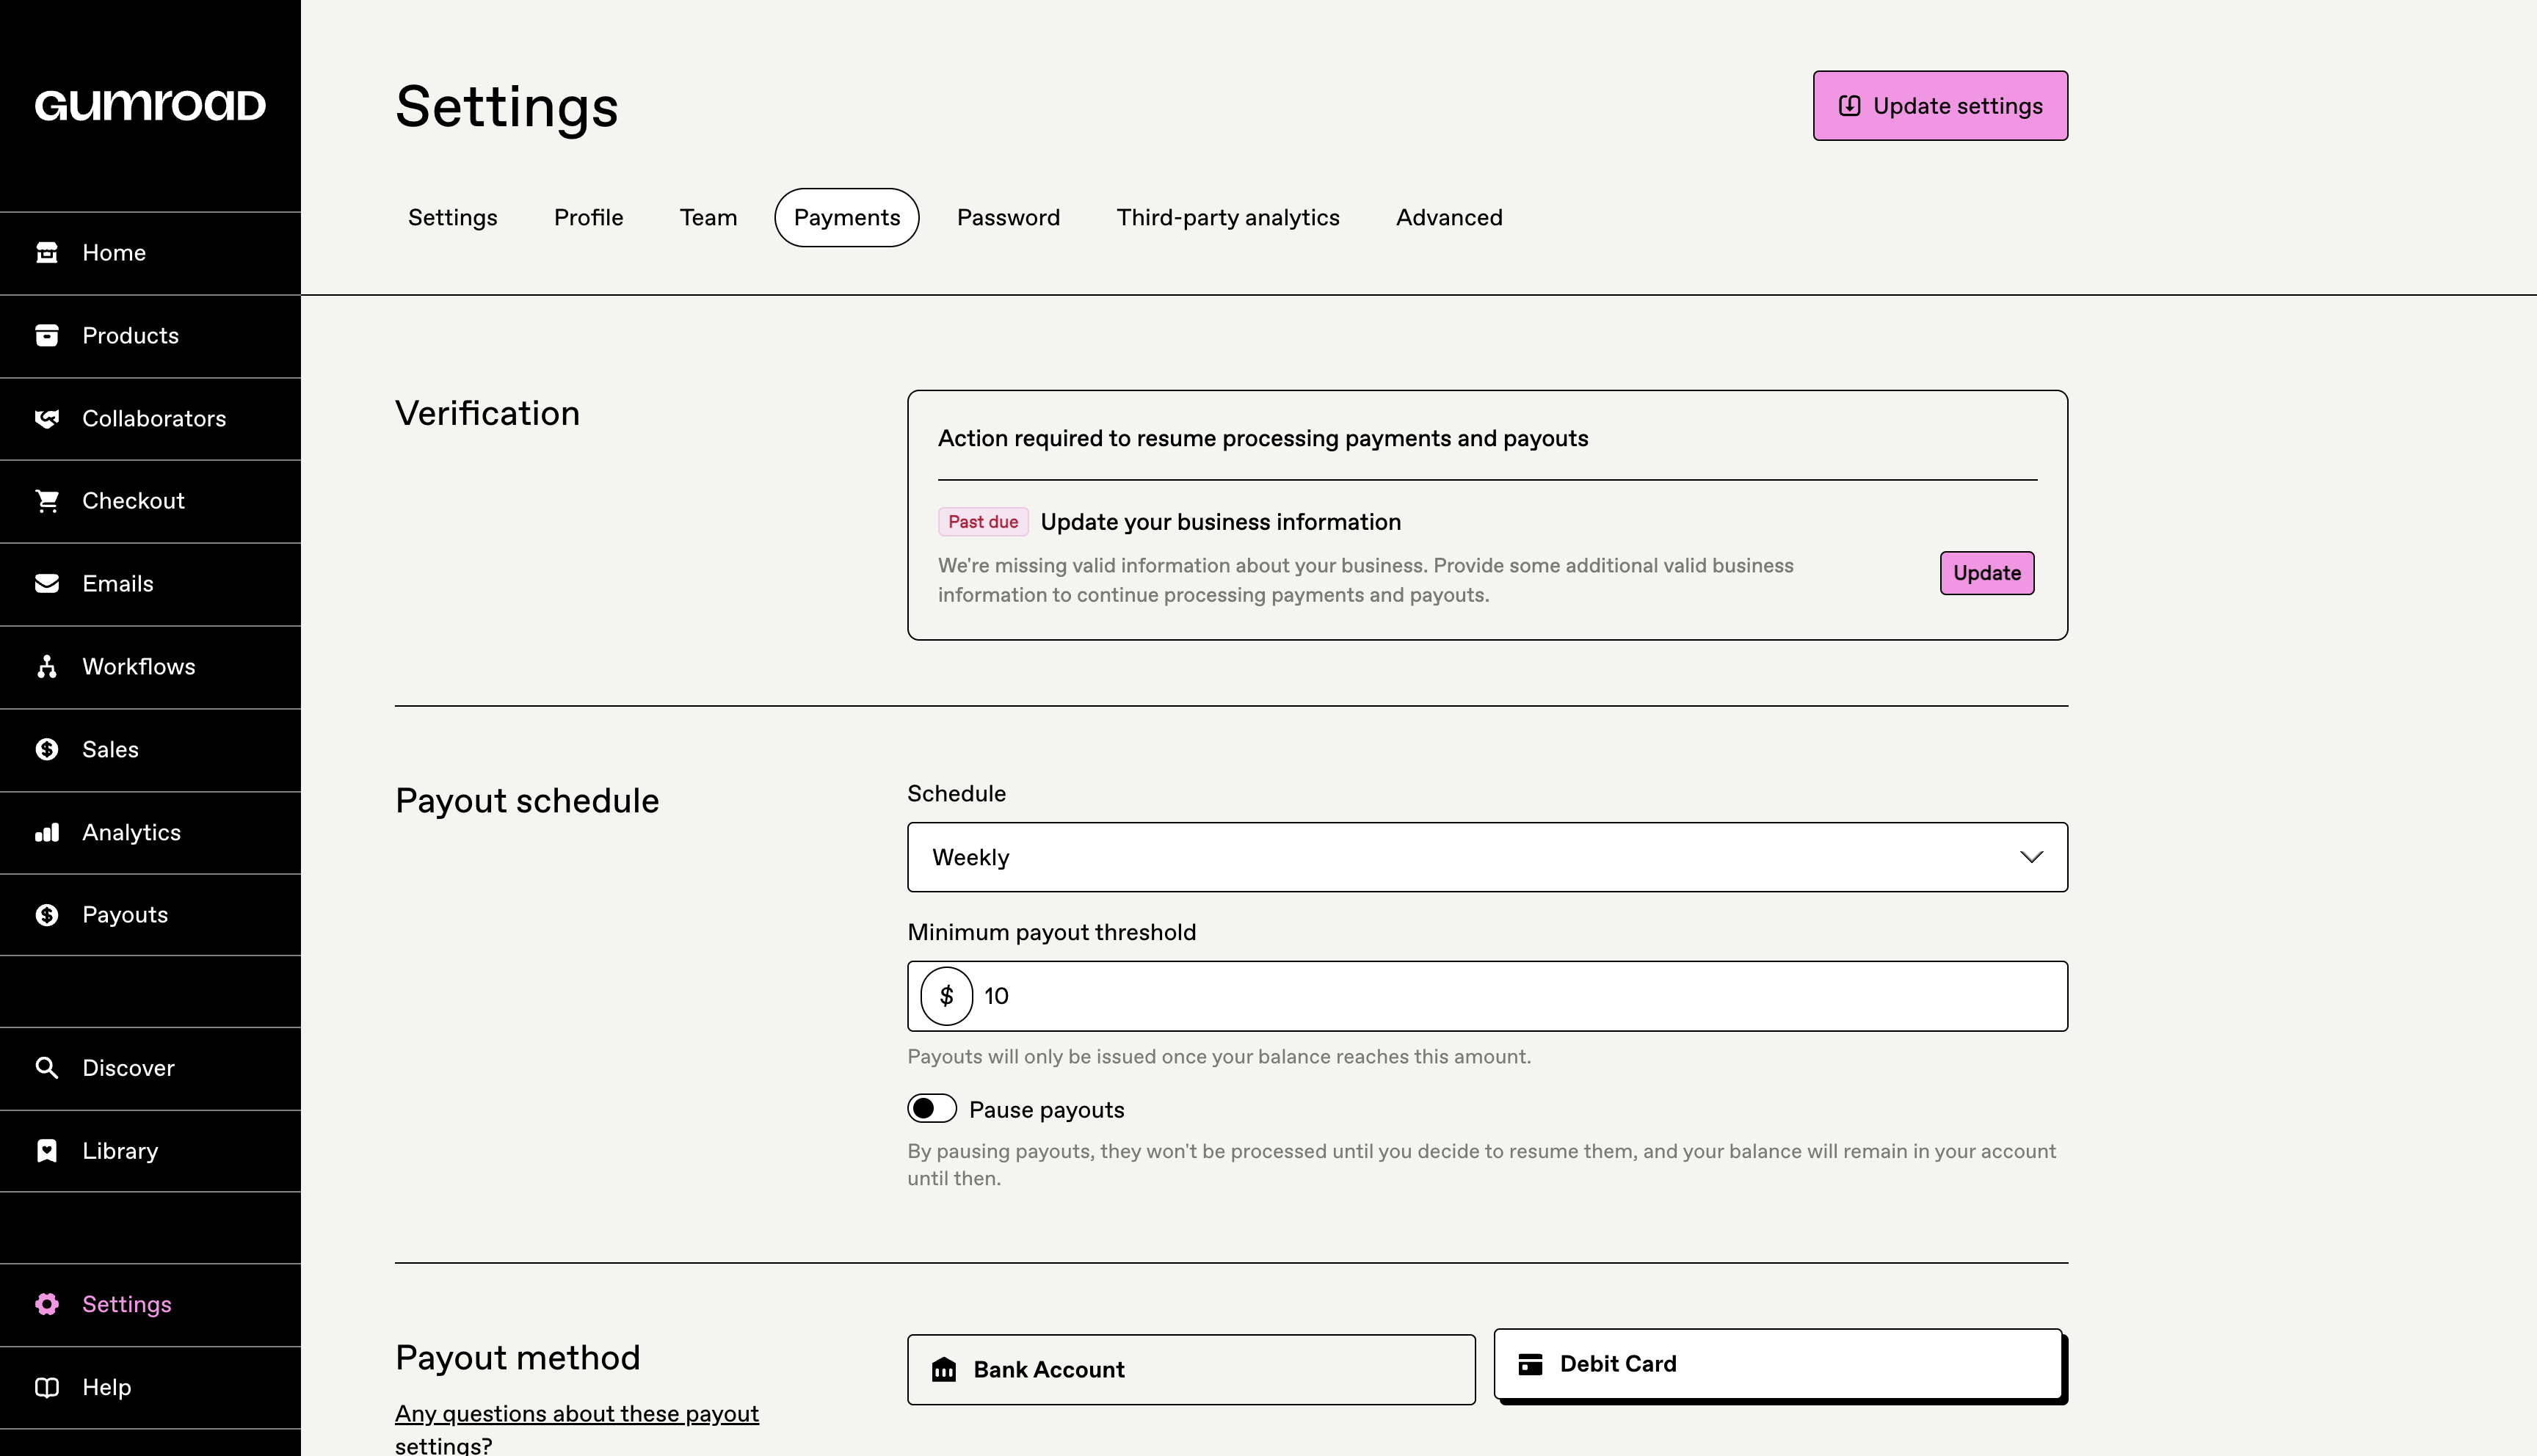 GUMROAD
Home
Products
Collaborators
Checkout
Emails
Workflows
Sales
Analytics
Payouts
Discover
Library
Settings
Help
Settings
Update settings
Settings
Profile
Team
Payments
Password
Third-party analytics
Advanced
Verification
Action required to resume processing payments and payouts
Past due
Update your business information
We're missing valid information about your business. Provide some additional valid business
information to continue processing payments and payouts.
Update
Payout schedule
Schedule
Weekly
Minimum payout threshold
$ 10
Payouts will only be issued once your balance reaches this amount.
Pause payouts
By pausing payouts, they won't be processed until you decide to resume them, and your balance will remain in your account
until then.
Payout method
Any questions about these payout
settings?
Bank Account
Debit Card